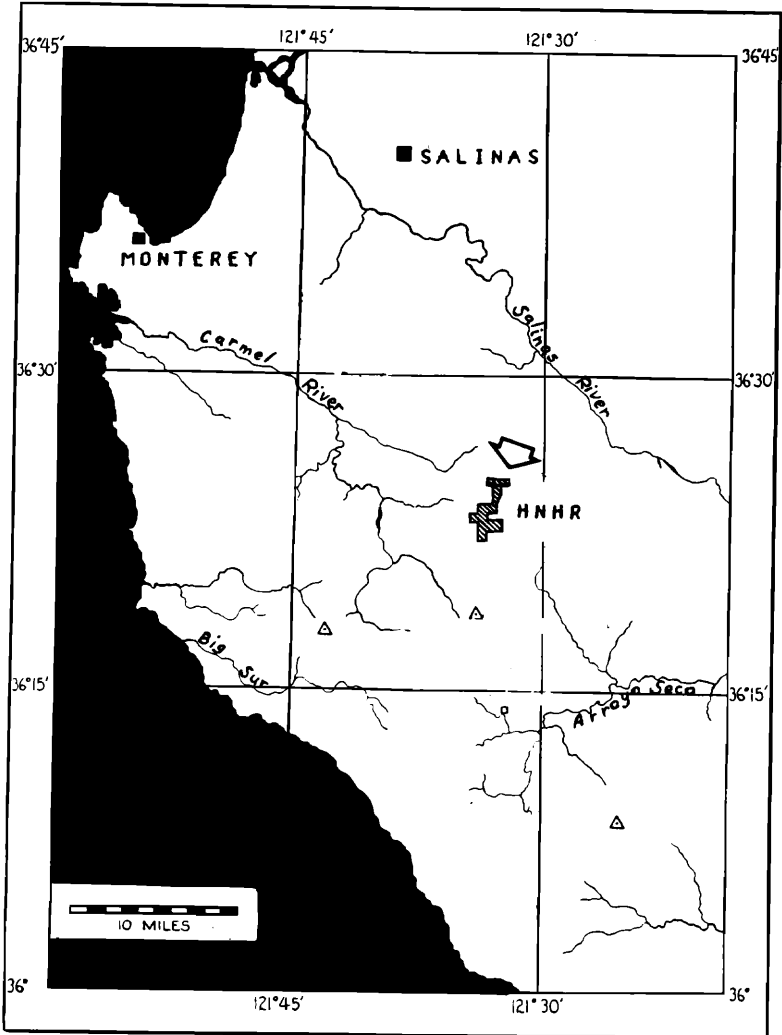 121°45' 121°30'
36°45' 36°45'
SALINAS
MONTEREY
Salinas River
Carmel River
36°30' 36°30'
HNHR
Big Sur
36°15' 36°15'
Arroyo Seco
10 MILES
36° 36°
121°45' 121°30'